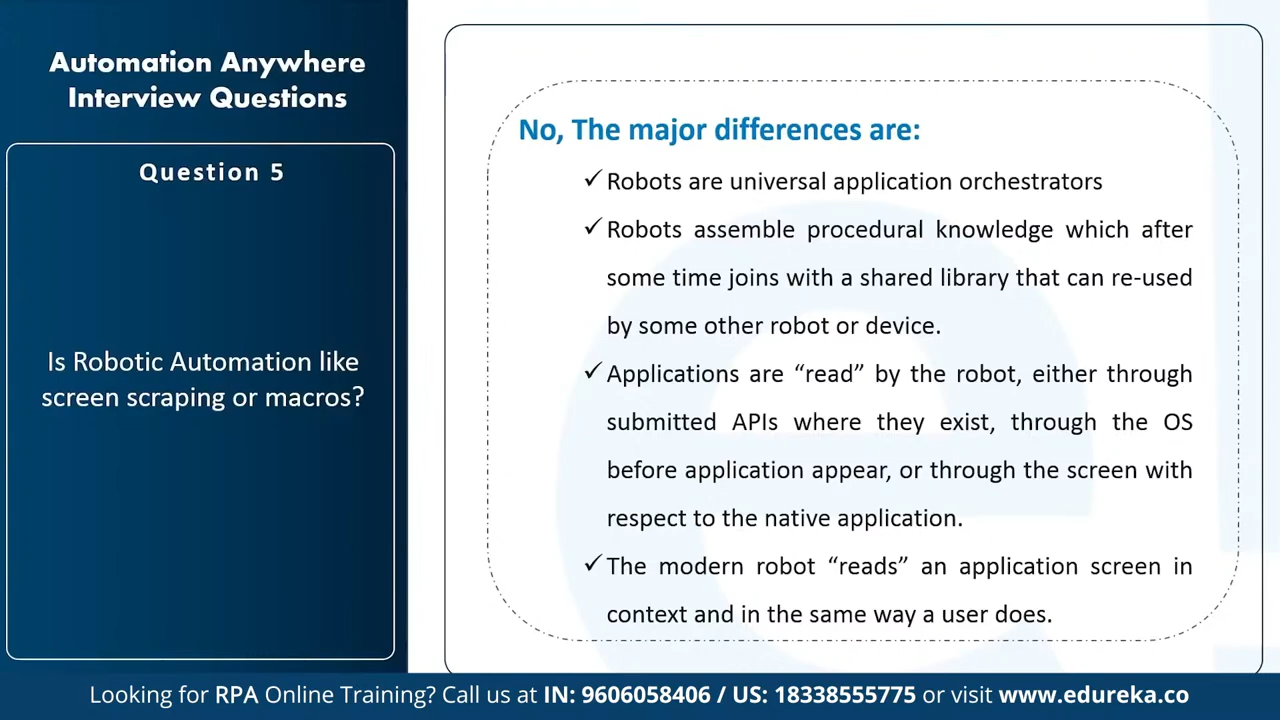 Automation Anywhere
Interview Questions
Question 5
Is Robotic Automation like
screen scraping or macros?
No, The major differences are:
✓Robots are universal application orchestrators
✓Robots assemble procedural knowledge which after
some time joins with a shared library that can re-used
by some other robot or device.
✓Applications are “read” by the robot, either through
submitted APIs where they exist, through the OS
before application appear, or through the screen with
respect to the native application.
✓The modern robot “reads” an application screen in
context and in the same way a user does.
Looking for RPA Online Training? Call us at IN: 9606058406 / US: 18338555775 or visit www.edureka.co